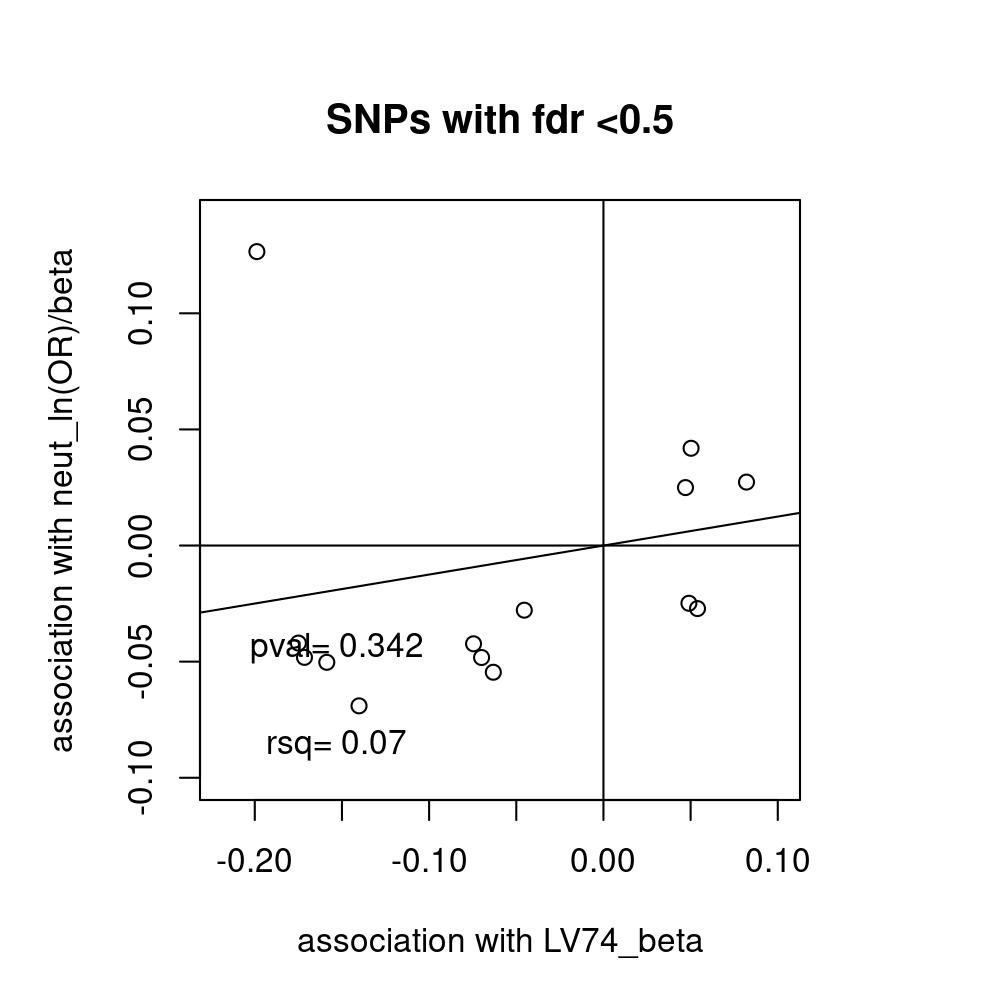 SNPs with fdr <0.5
association with neut_ln(OR)/beta
0.10
0.05
0.00
-0.05
-0.10
pval= 0.342
rsq= 0.07
-0.20
-0.10
0.00
0.10
association with LV74_beta